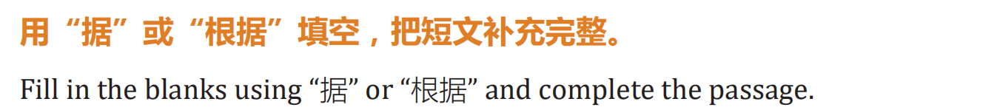 用“据”或“根据”填空，把短文补充完整。
Fill in the blanks using “据” or “根据” and complete the passage.